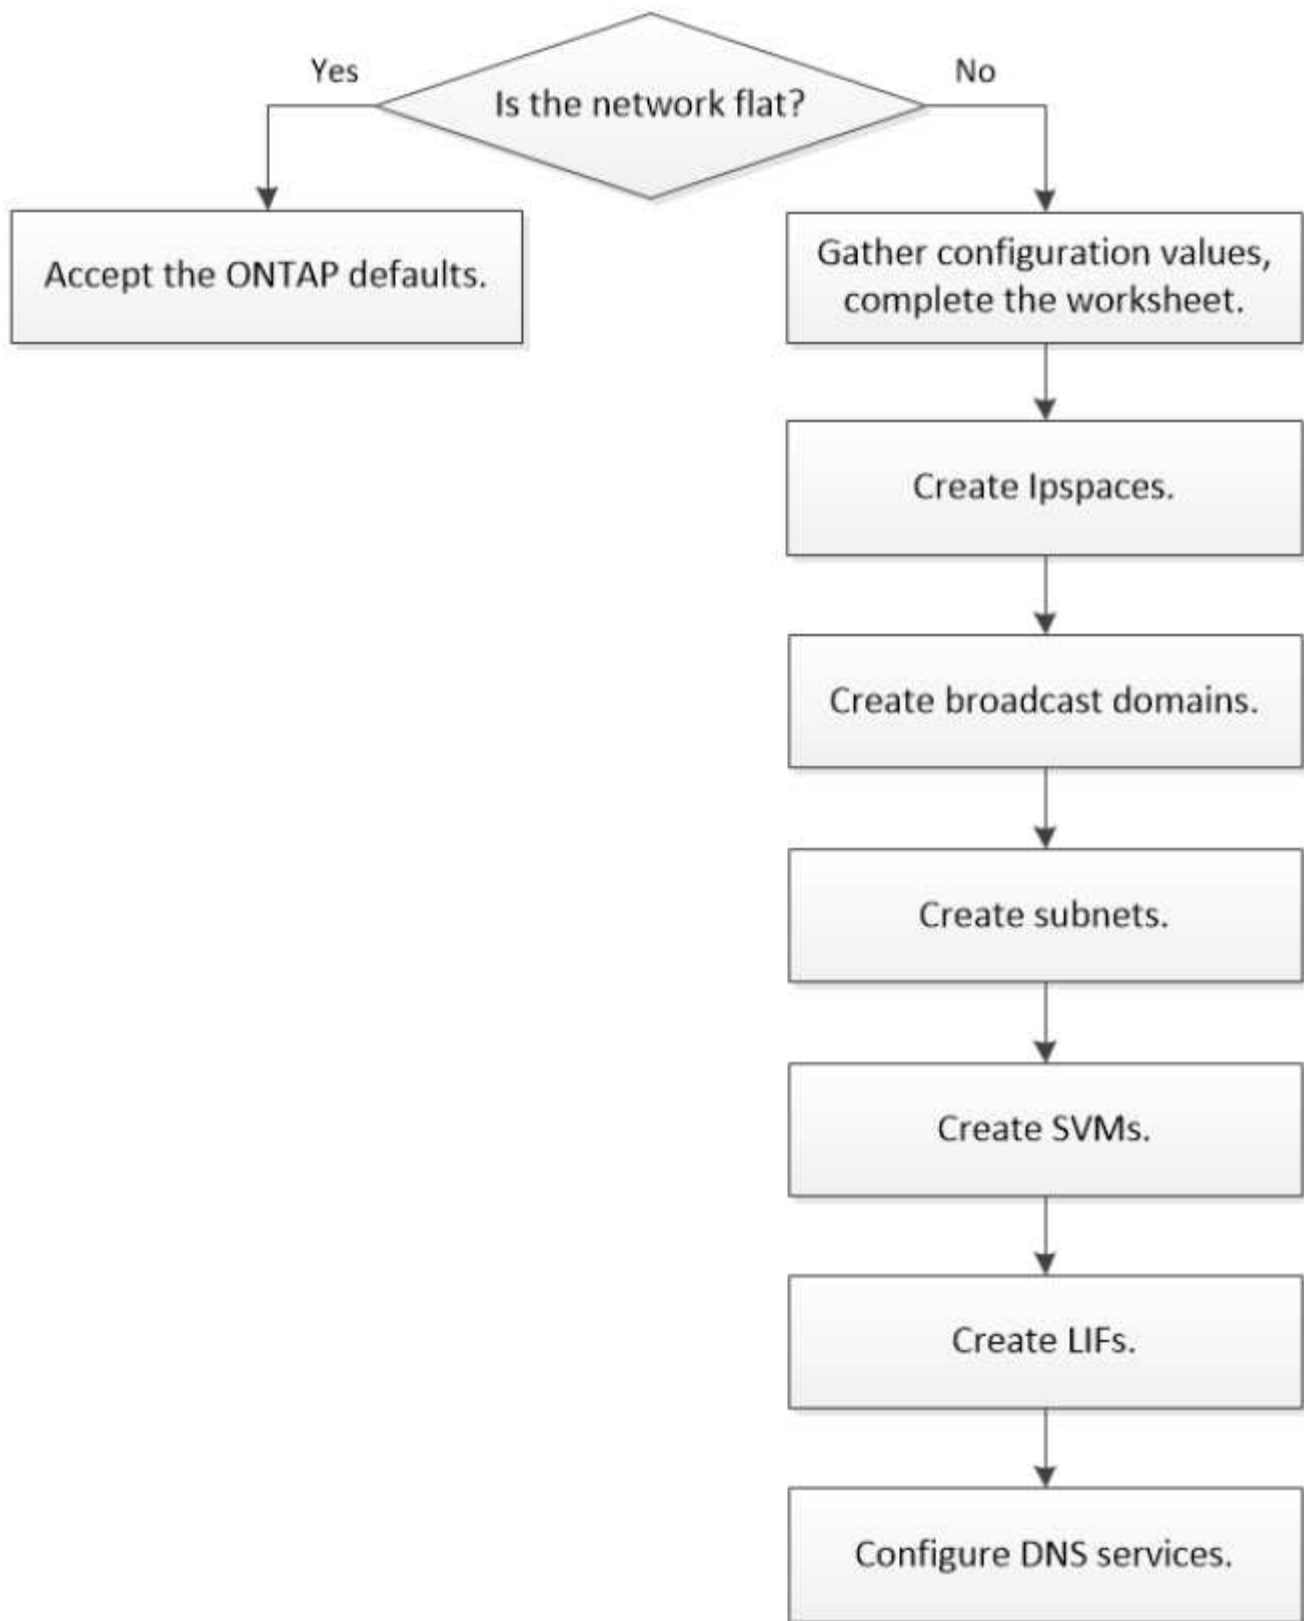 Is the network flat?
Yes
No
Accept the ONTAP defaults.
Gather configuration values,
complete the worksheet.
Create Ipspaces.
Create broadcast domains.
Create subnets.
Create SVMs.
Create LIFs.
Configure DNS services.